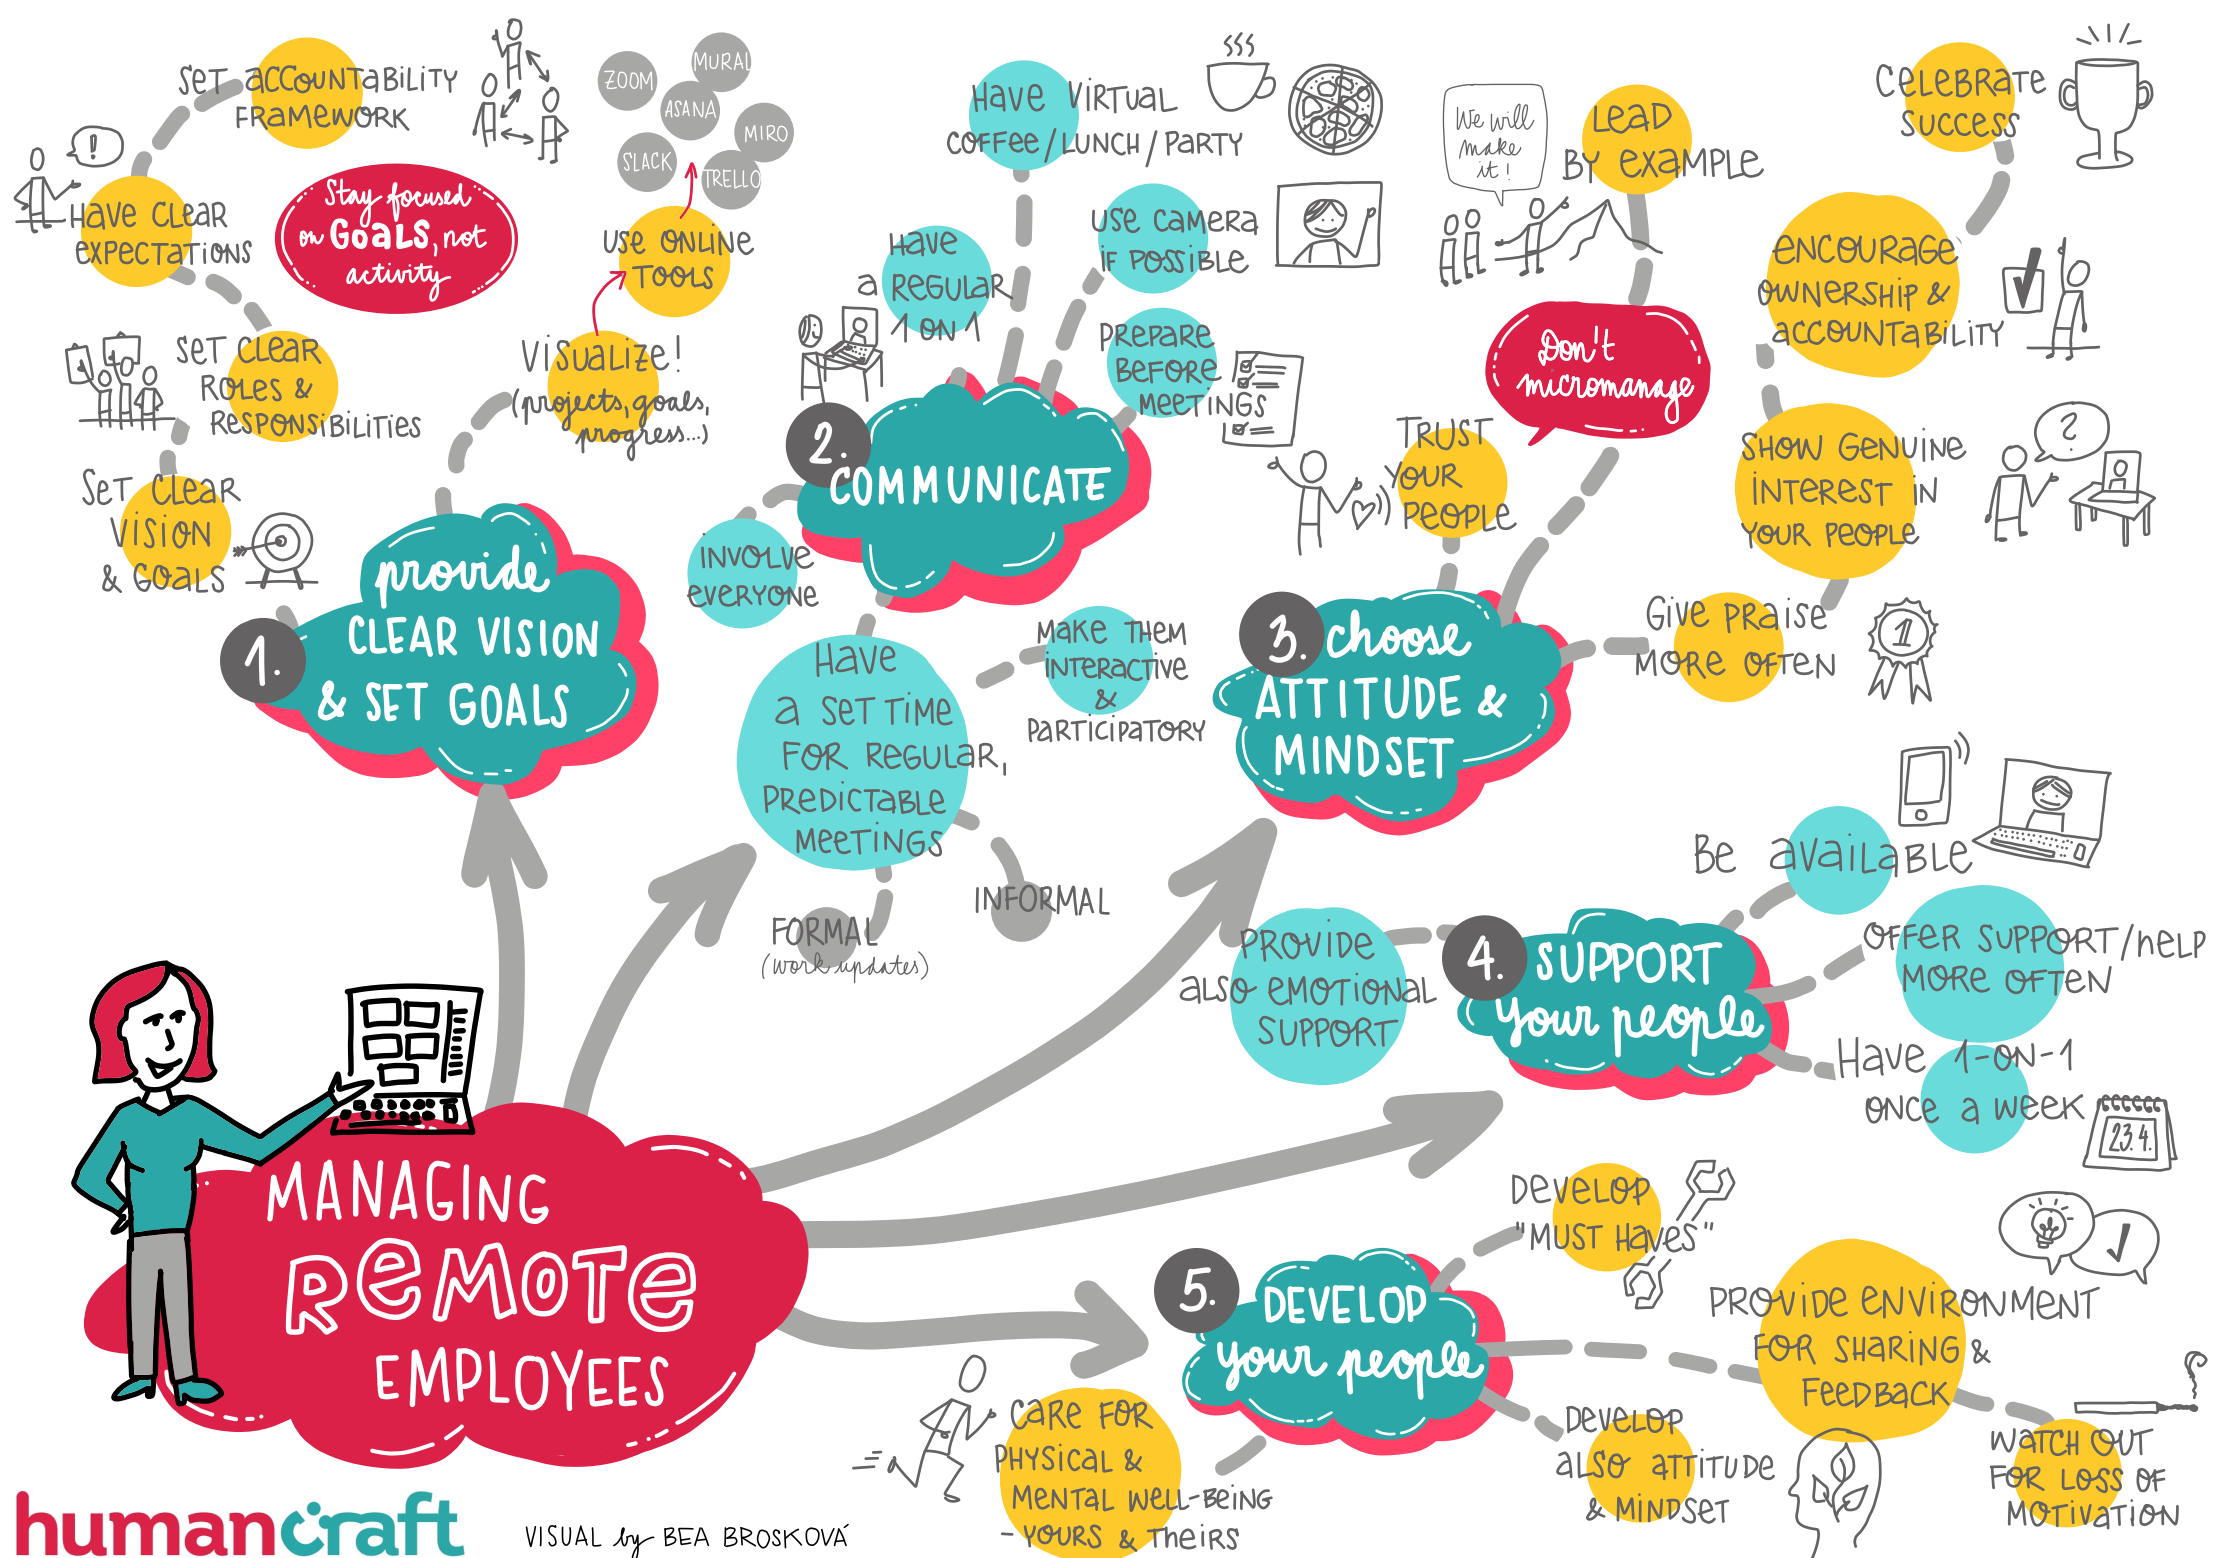 SET ACCOUNTABILITY
FRAMEWORK
!
HAVE CLEAR
EXPECTATIONS
Stay focused
on GOALS, not
activity
SET CLEAR
ROLES &
RESPONSIBILITIES
SET CLEAR
VISION
& GOALS
ZOOM
MURAL
ASANA
MIRO
SLACK
TRELLO
USE ONLINE
TOOLS
VISUALIZE!
(projects, goals,
progress...)
1.
provide
CLEAR VISION
& SET GOALS
HAVE VIRTUAL
COFFEE/LUNCH/PARTY
HAVE
A REGULAR
1 ON 1
USE CAMERA
IF POSSIBLE
PREPARE
BEFORE
MEETINGS
2.
COMMUNICATE
INVOLVE
EVERYONE
HAVE
A SET TIME
FOR REGULAR,
PREDICTABLE
MEETINGS
MAKE THEM
INTERACTIVE
&
PARTICIPATORY
FORMAL
(work updates)
INFORMAL
We will
make
it!
LEAD
BY EXAMPLE
Don't
micromanage
TRUST
YOUR
PEOPLE
3.
choose
ATTITUDE &
MINDSET
CELEBRATE
SUCCESS
ENCOURAGE
OWNERSHIP &
ACCOUNTABILITY
SHOW GENUINE
INTEREST IN
YOUR PEOPLE
?
GIVE PRAISE
MORE OFTEN
1
4.
SUPPORT
your people
PROVIDE
ALSO EMOTIONAL
SUPPORT
BE AVAILABLE
OFFER SUPPORT/HELP
MORE OFTEN
HAVE 1-ON-1
ONCE A WEEK
23.4.
5.
DEVELOP
your people
DEVELOP
"MUST HAVES"
PROVIDE ENVIRONMENT
FOR SHARING &
FEEDBACK
WATCH OUT
FOR LOSS OF
MOTIVATION
DEVELOP
ALSO ATTITUDE
& MINDSET
CARE FOR
PHYSICAL &
MENTAL WELL-BEING
- YOURS & THEIRS
MANAGING
REMOTE
EMPLOYEES
humancraft
VISUAL by BEA BROSKOVÁ